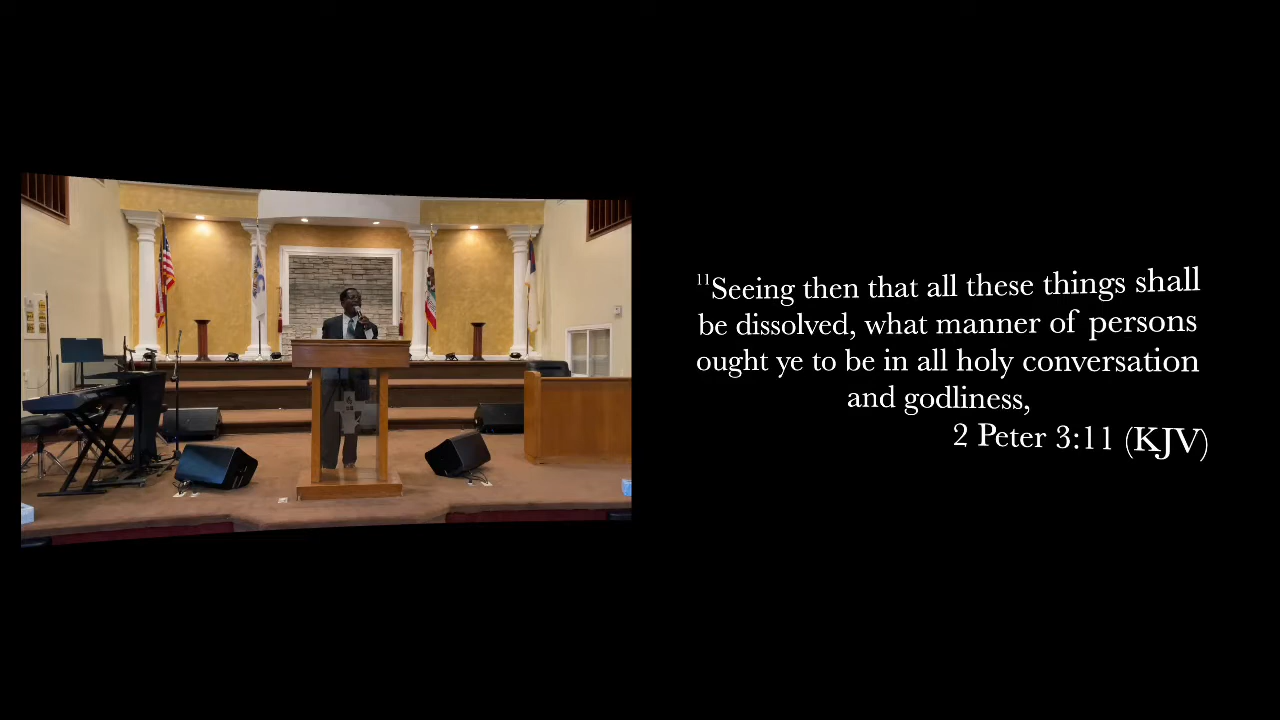 ¹¹Seeing then that all these things shall
be dissolved, what manner of persons
ought ye to be in all holy conversation
and godliness,
2 Peter 3:11 (KJV)